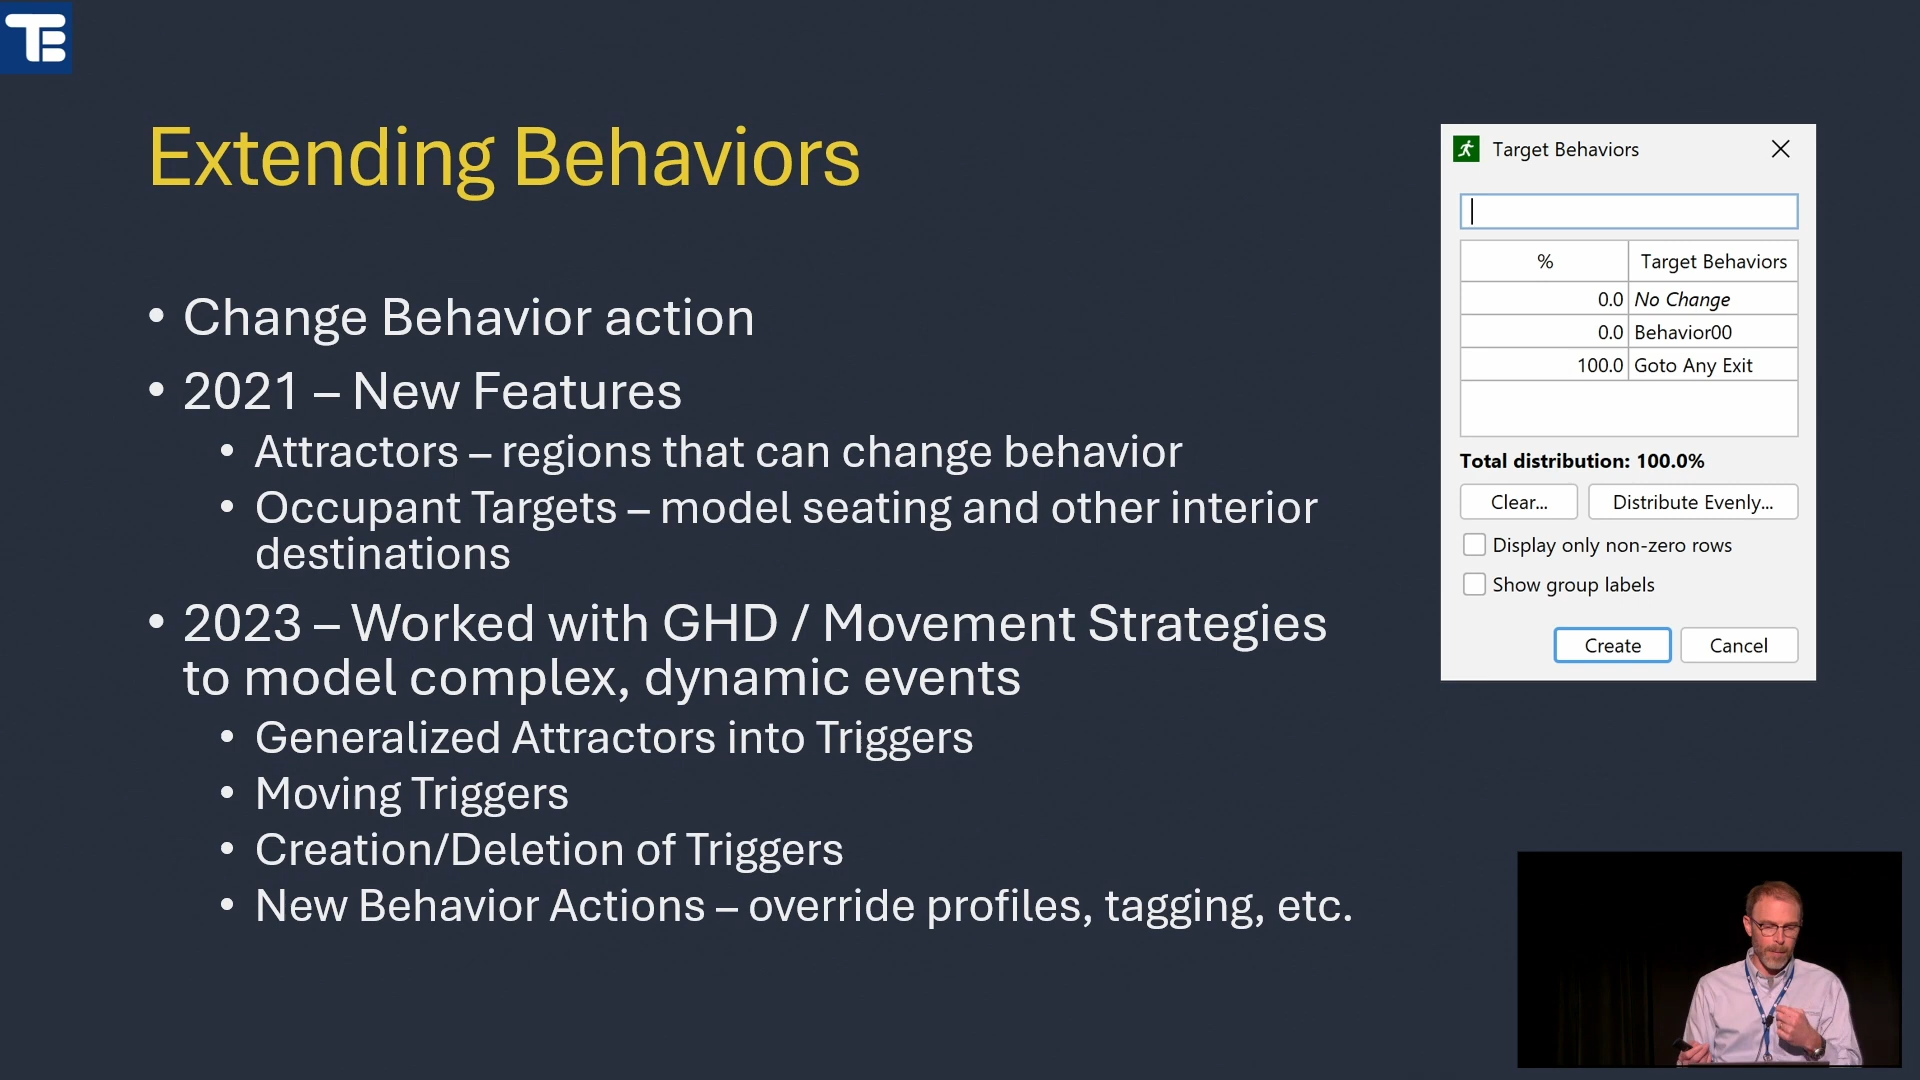 TEB
Extending Behaviors
• Change Behavior action
• 2021 – New Features
• Attractors – regions that can change behavior
• Occupant Targets – model seating and other interior
destinations
• 2023 – Worked with GHD / Movement Strategies
to model complex, dynamic events
• Generalized Attractors into Triggers
• Moving Triggers
• Creation/Deletion of Triggers
• New Behavior Actions – override profiles, tagging, etc.
Target Behaviors
% Target Behaviors
0.0 No Change
0.0 Behavior00
100.0 Goto Any Exit
Total distribution: 100.0%
Clear... Distribute Evenly...
Display only non-zero rows
Show group labels
Create Cancel